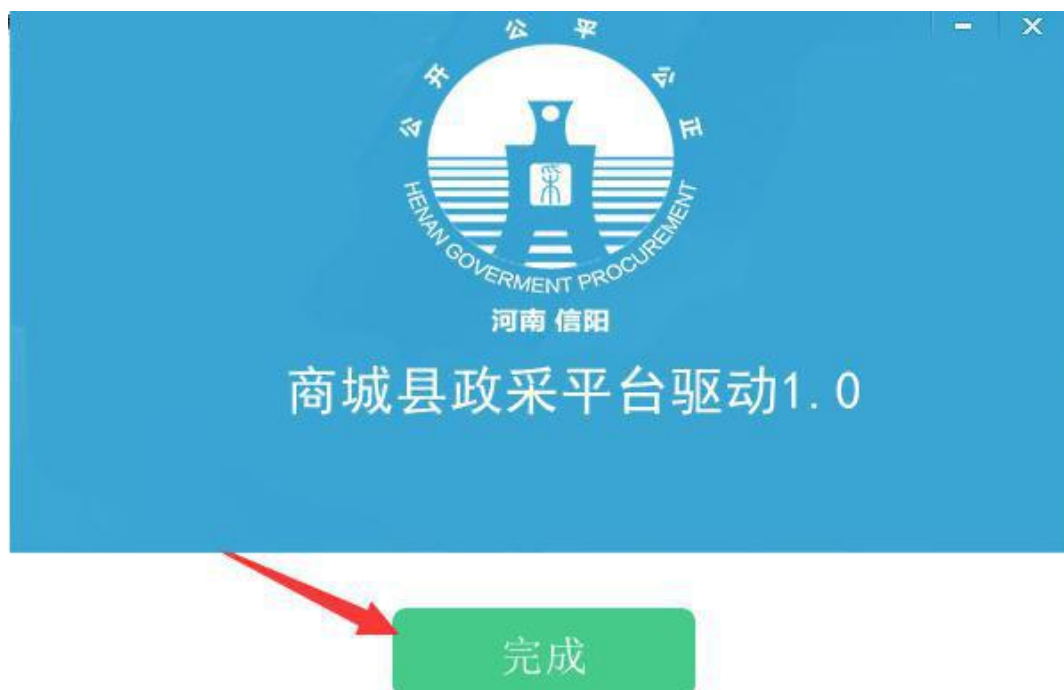 公开公平公正
采
HENAN GOVERMENT PROCUREMENT
河南 信阳
商城县政采平台驱动1.0
完成